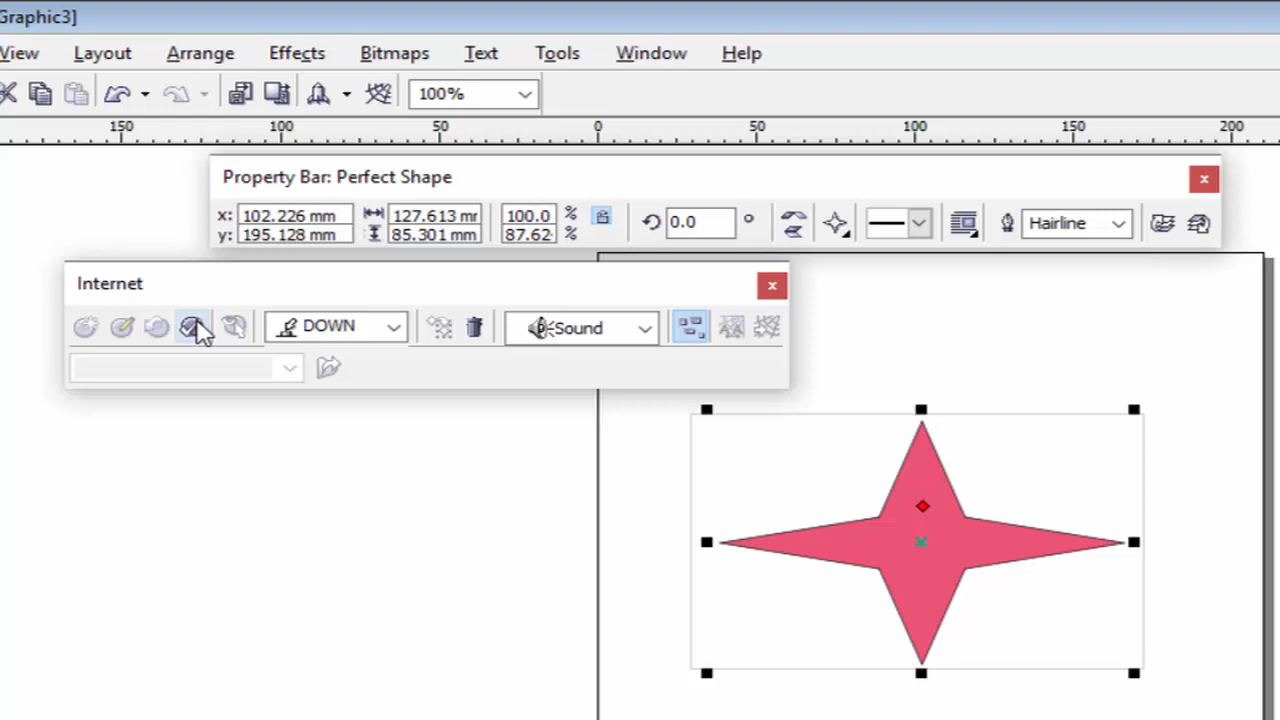 Graphic3]
View Layout Arrange Effects Bitmaps Text Tools Window Help
100%
150 100 50 0 50 100 150 200
Property Bar: Perfect Shape
x: 102.226 mm 127.613 mr 100.0 %
y: 195.128 mm 85.301 mm 87.62 %
0.0 °
Hairline
Internet
DOWN
Sound